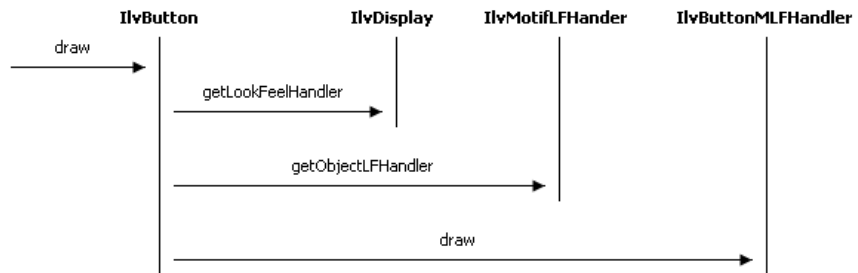 IlvButton IlvDisplay IlvMotifLFHander IlvButtonMLFHandler
draw
getLookFeelHandler
getObjectLFHandler
draw